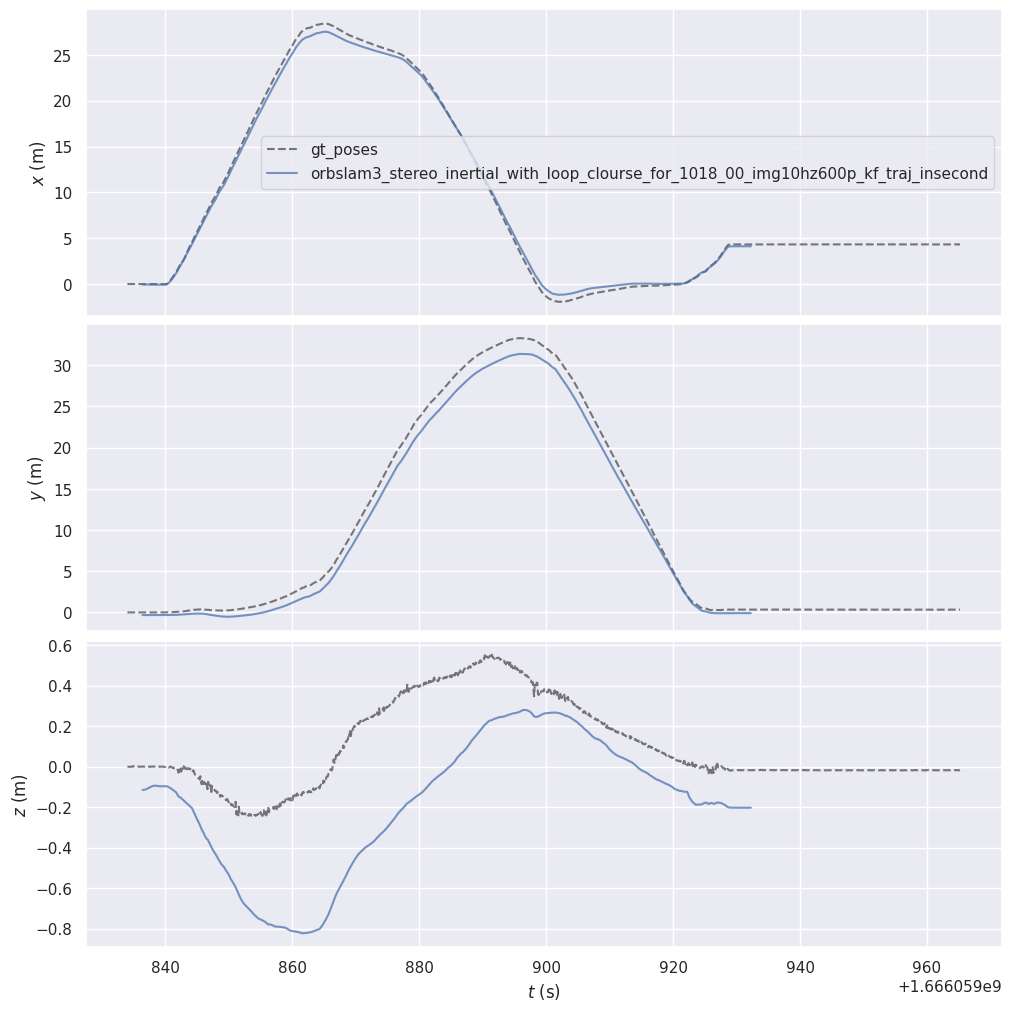 25
20
15
10
5
0
x (m)
gt_poses
orbslam3_stereo_inertial_with_loop_clourse_for_1018_00_img10hz600p_kf_traj_insecond
30
25
20
15
10
5
0
y (m)
0.6
0.4
0.2
0.0
−0.2
−0.4
−0.6
−0.8
z (m)
840 860 880 900 920 940 960
t (s)
+1.666059e9